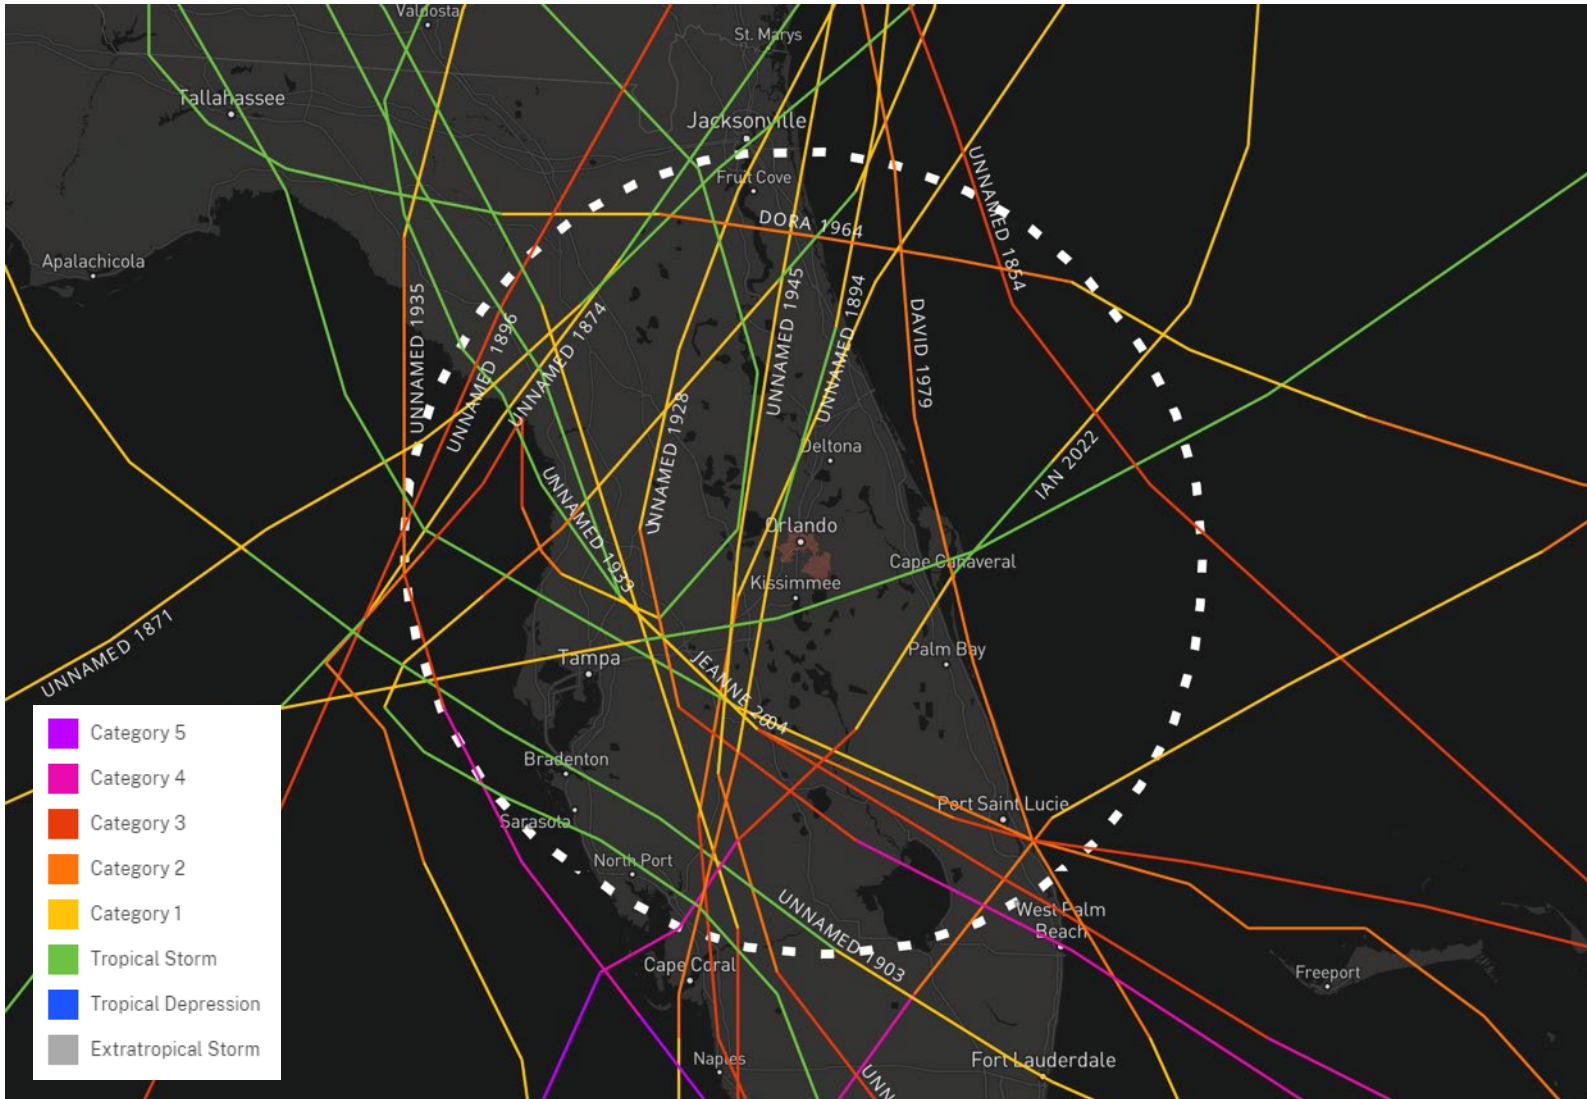 Valdosta
St. Marys
Tallahassee
Jacksonville
Fruit Cove
UNNAMED 1854
DORA 1964
Apalachicola
UNNAMED 1935
UNNAMED 1896
UNNAMED 1874
UNNAMED 1945
UNNAMED 1894
DAVID 1979
UNNAMED 1928
Deltona
IAN 2022
UNNAMED 1933
Orlando
Cape Canaveral
Kissimmee
UNNAMED 1871
Tampa
JEANNE 2004
Palm Bay
Category 5
Category 4
Category 3
Category 2
Category 1
Tropical Storm
Tropical Depression
Extratropical Storm
Bradenton
Sarasota
Port Saint Lucie
North Port
UNNAMED 1903
West Palm
Beach
Cape Coral
Freeport
Naples
Fort Lauderdale
UNN